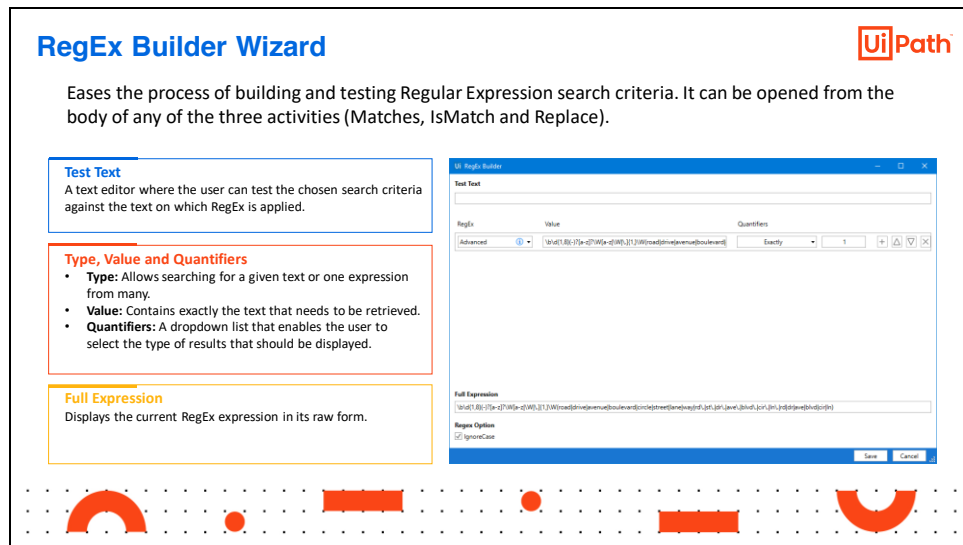 RegEx Builder Wizard
UiPath
Eases the process of building and testing Regular Expression search criteria. It can be opened from the
body of any of the three activities (Matches, IsMatch and Replace).
Test Text
A text editor where the user can test the chosen search criteria
against the text on which RegEx is applied.
Type, Value and Quantifiers
• Type: Allows searching for a given text or one expression
from many.
• Value: Contains exactly the text that needs to be retrieved.
• Quantifiers: A dropdown list that enables the user to
select the type of results that should be displayed.
Full Expression
Displays the current RegEx expression in its raw form.
Ui RegEx Builder
Test Text
RegEx Value Quantifiers
Advanced Exactly 1
Full Expression
Regex Option
IgnoreCase
Save Cancel